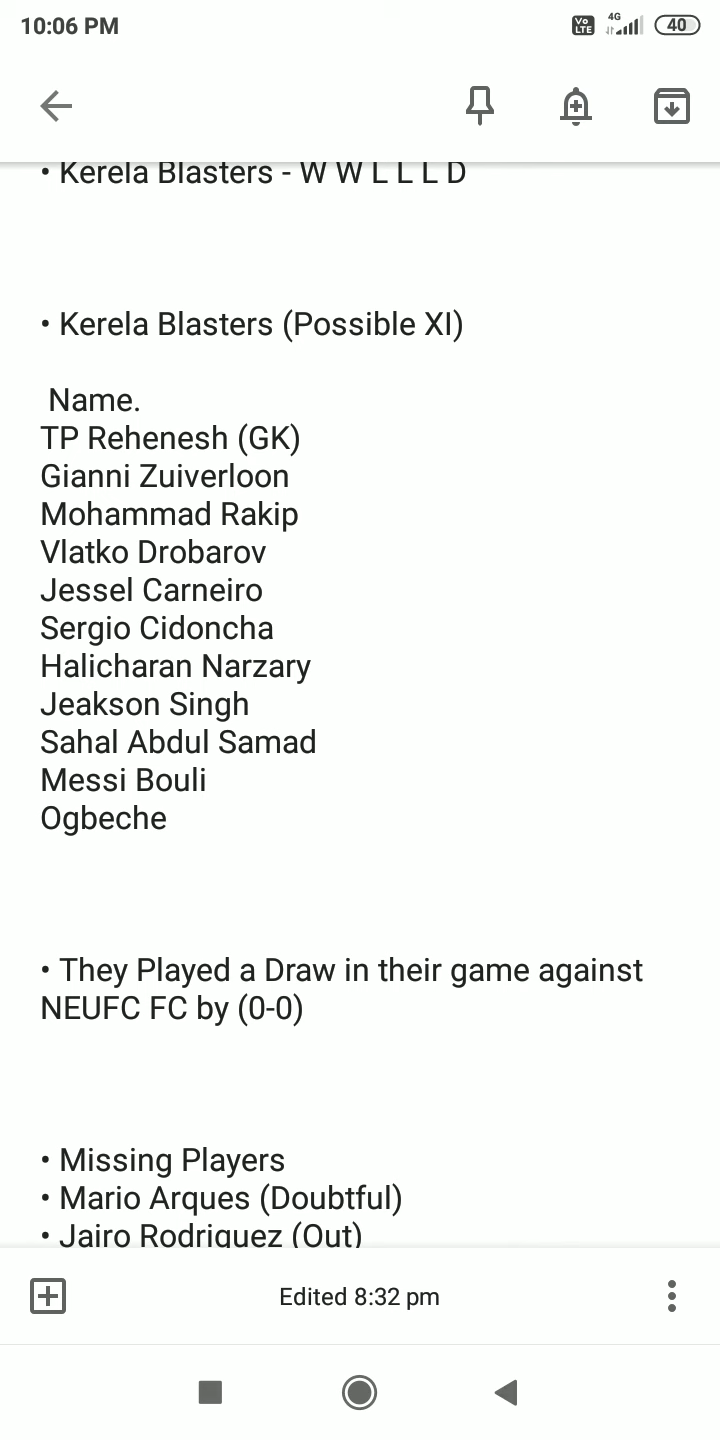 10:06 PM
Vo LTE 4G 40
• Kerela Blasters - W W L L L D
• Kerela Blasters (Possible XI)
Name.
TP Rehenesh (GK)
Gianni Zuiverloon
Mohammad Rakip
Vlatko Drobarov
Jessel Carneiro
Sergio Cidoncha
Halicharan Narzary
Jeakson Singh
Sahal Abdul Samad
Messi Bouli
Ogbeche
• They Played a Draw in their game against
NEUFC FC by (0-0)
• Missing Players
• Mario Arques (Doubtful)
• Jairo Rodriguez (Out)
Edited 8:32 pm